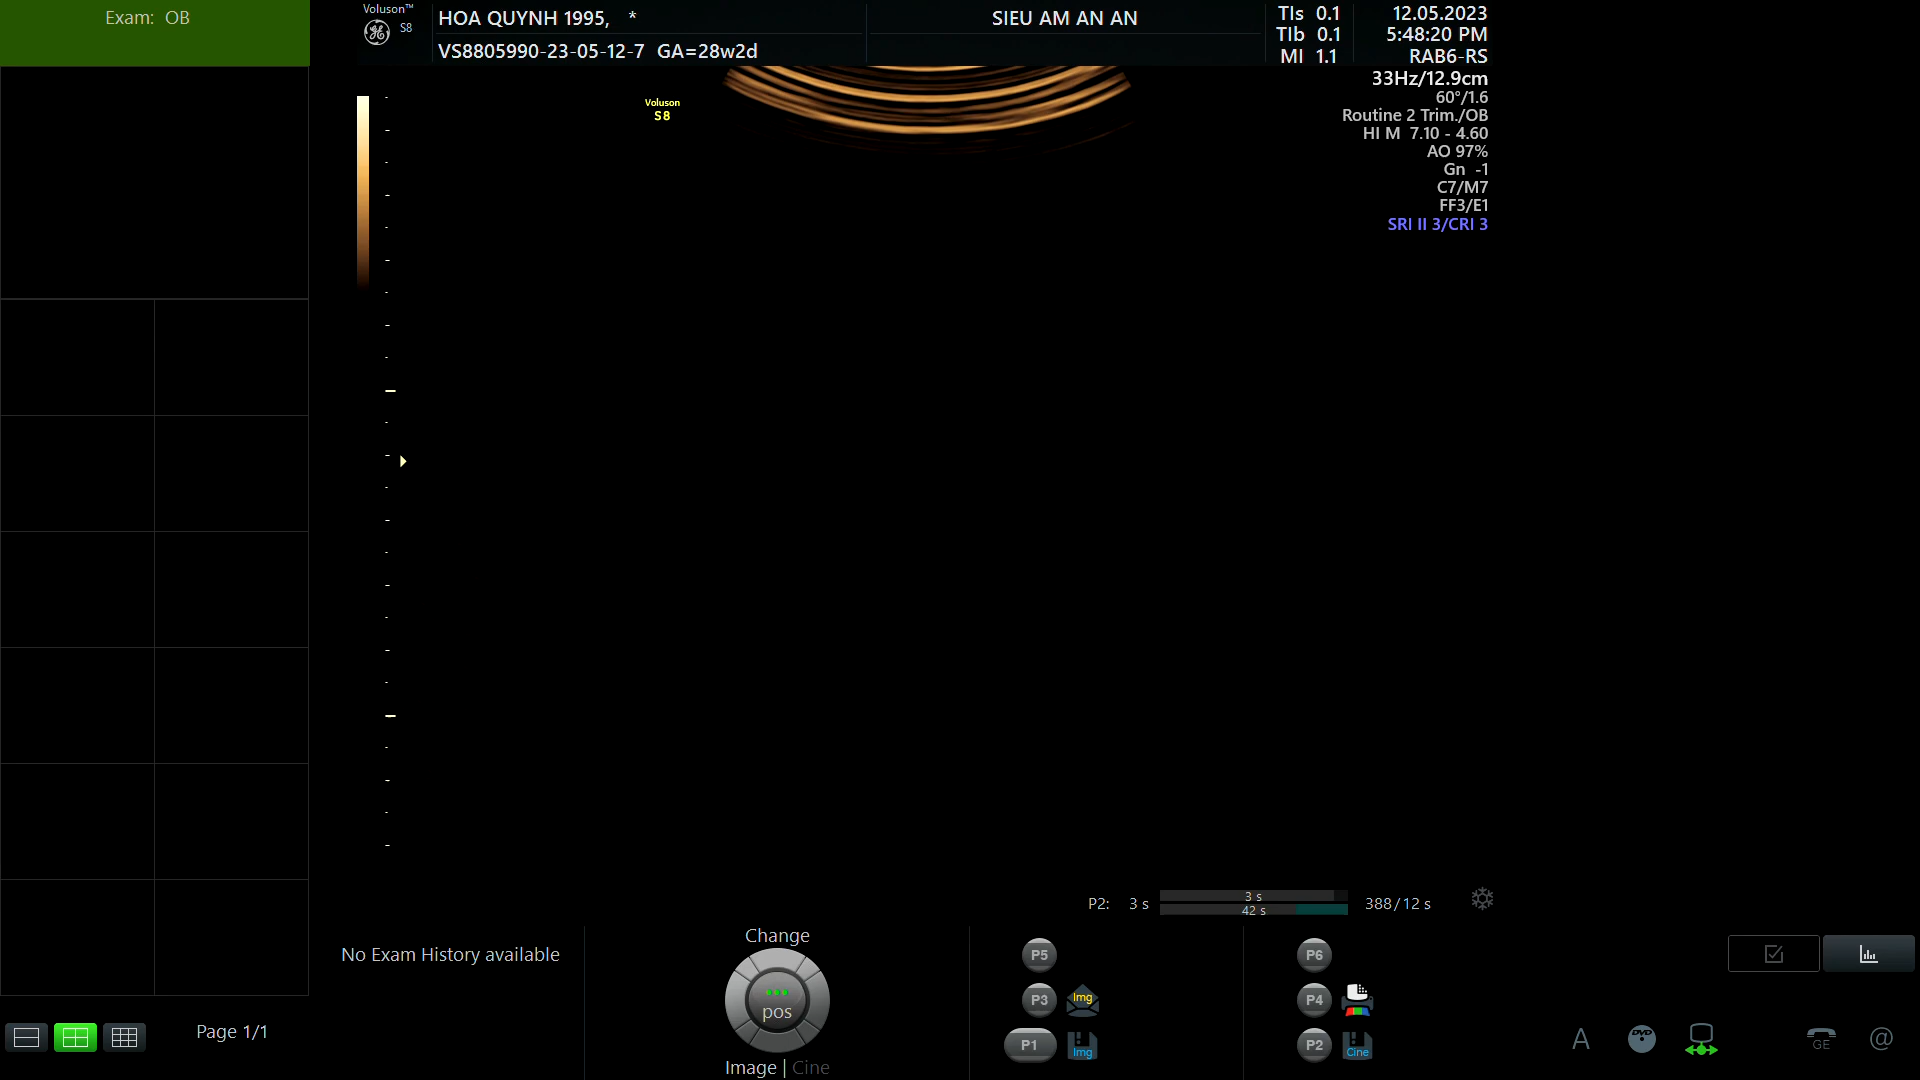 Exam: OB
Voluson™
S8
HOA QUYNH 1995, *
VS8805990-23-05-12-7 GA=28w2d
SIEU AM AN AN
TIs 0.1
TIb 0.1
MI 1.1
12.05.2023
5:48:20 PM
RAB6-RS
33Hz/12.9cm
60°/1.6
Routine 2 Trim./OB
HI M 7.10 - 4.60
AO 97%
Gn -1
C7/M7
FF3/E1
SRI II 3/CRI 3
Voluson
S8
P2: 3 s
3 s
42 s
388/12 s
No Exam History available
Change
pos
Image | Cine
P5
P3
Img
P1
Img
P6
P4
P2
Cine
Page 1/1
A
DVD
GE
@